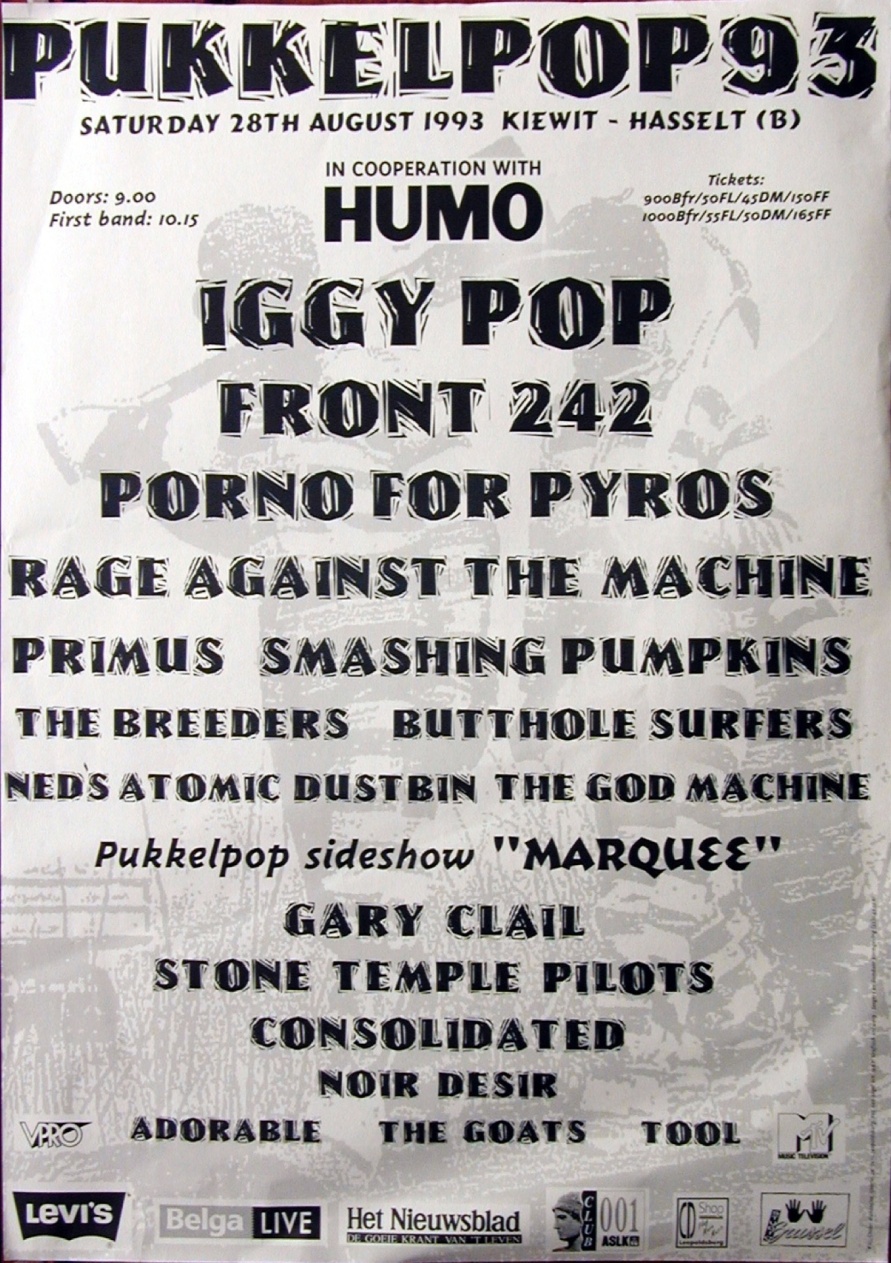 PUKKELPOP93
SATURDAY 28TH AUGUST 1993 KIEWIT - HASSELT (B)
IN COOPERATION WITH
HUMO
Doors: 9.00
First band: 10.15
Tickets:
900Bfr/50FL/45DM/150FF
1000Bfr/55FL/50DM/165FF
IGGY POP
FRONT 242
PORNO FOR PYROS
RAGE AGAINST THE MACHINE
PRIMUS SMASHING PUMPKINS
THE BREEDERS BUTTHOLE SURFERS
NED'S ATOMIC DUSTBIN THE GOD MACHINE
Pukkelpop sideshow "MARQUEE"
GARY CLAIL
STONE TEMPLE PILOTS
CONSOLIDATED
NOIR DESIR
VPRO ADORABLE THE GOATS TOOL MTV
MUSIC TELEVISION
LEVI'S
Belga LIVE
Het Nieuwsblad
DE GOEIE KRANT VAN 'T LEVEN
CLUB 001
ASLK
CD Shop
Leopoldsburg